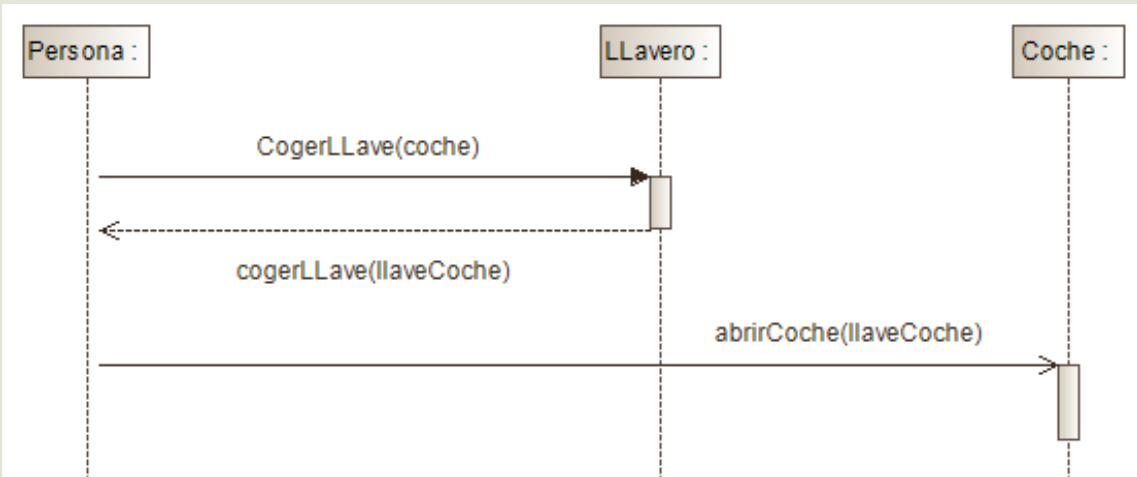 Persona :
LLavero :
Coche :
CogerLLave(coche)
cogerLLave(llaveCoche)
abrirCoche(llaveCoche)